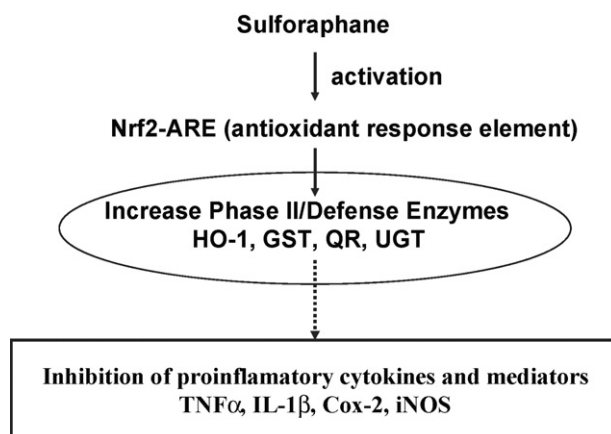 Sulforaphane
activation
Nrf2-ARE (antioxidant response element)
Increase Phase II/Defense Enzymes
HO-1, GST, QR, UGT
Inhibition of proinflamatory cytokines and mediators
TNFα, IL-1β, Cox-2, iNOS